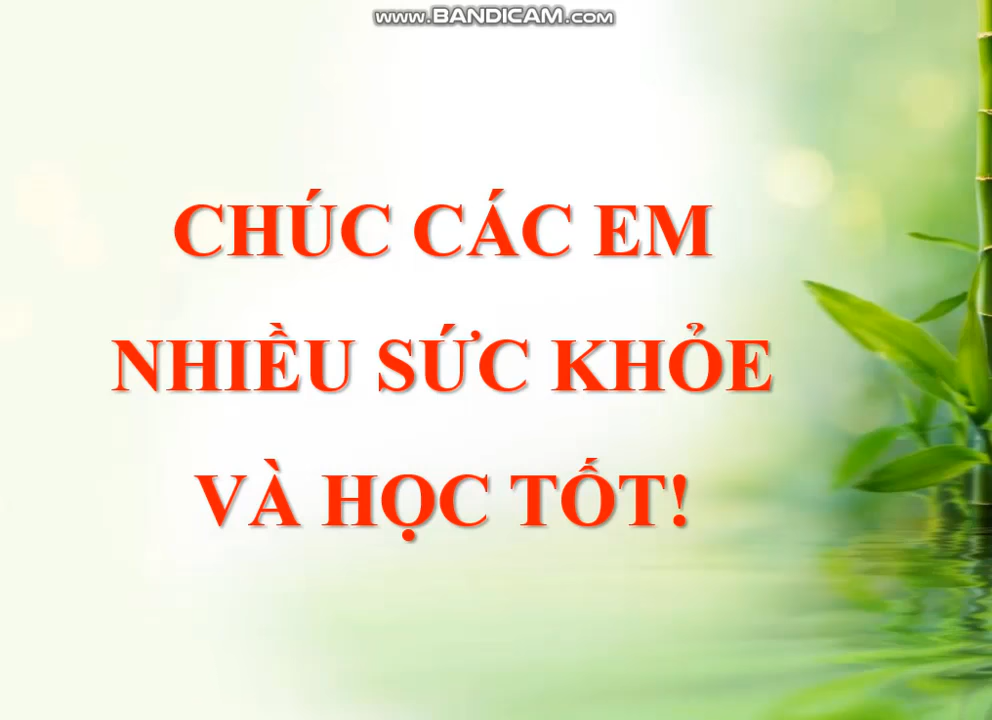 www.BANDICAM.com
CHÚC CÁC EM
NHIỀU SỨC KHỎE
VÀ HỌC TỐT!